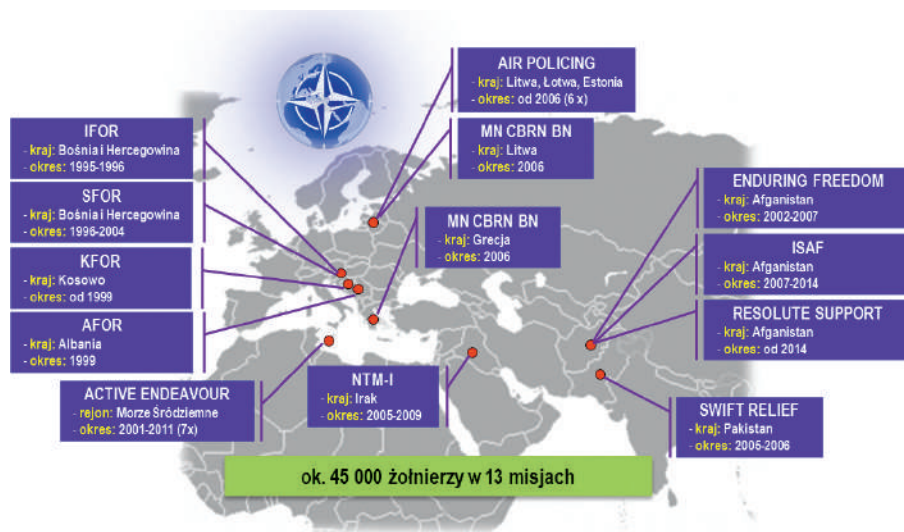 AIR POLICING
- kraj: Litwa, Łotwa, Estonia
- okres: od 2006 (6 x)
IFOR
- kraj: Bośnia i Hercegowina
- okres: 1995-1996
MN CBRN BN
- kraj: Litwa
- okres: 2006
ENDURING FREEDOM
- kraj: Afganistan
- okres: 2002-2007
SFOR
- kraj: Bośnia i Hercegowina
- okres: 1996-2004
MN CBRN BN
- kraj: Grecja
- okres: 2006
ISAF
- kraj: Afganistan
- okres: 2007-2014
KFOR
- kraj: Kosowo
- okres: od 1999
RESOLUTE SUPPORT
- kraj: Afganistan
- okres: od 2014
AFOR
- kraj: Albania
- okres: 1999
NTM-I
- kraj: Irak
- okres: 2005-2009
ACTIVE ENDEAVOUR
- rejon: Morze Śródziemne
- okres: 2001-2011 (7x)
SWIFT RELIEF
- kraj: Pakistan
- okres: 2005-2006
ok. 45 000 żołnierzy w 13 misjach